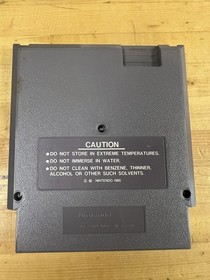 CAUTION
●DO NOT STORE IN EXTREME TEMPERATURES.
●DO NOT IMMERSE IN WATER.
●DO NOT CLEAN WITH BENZENE, THINNER,
ALCOHOL OR OTHER SUCH SOLVENTS.
NINTENDO 1985
Nintendo